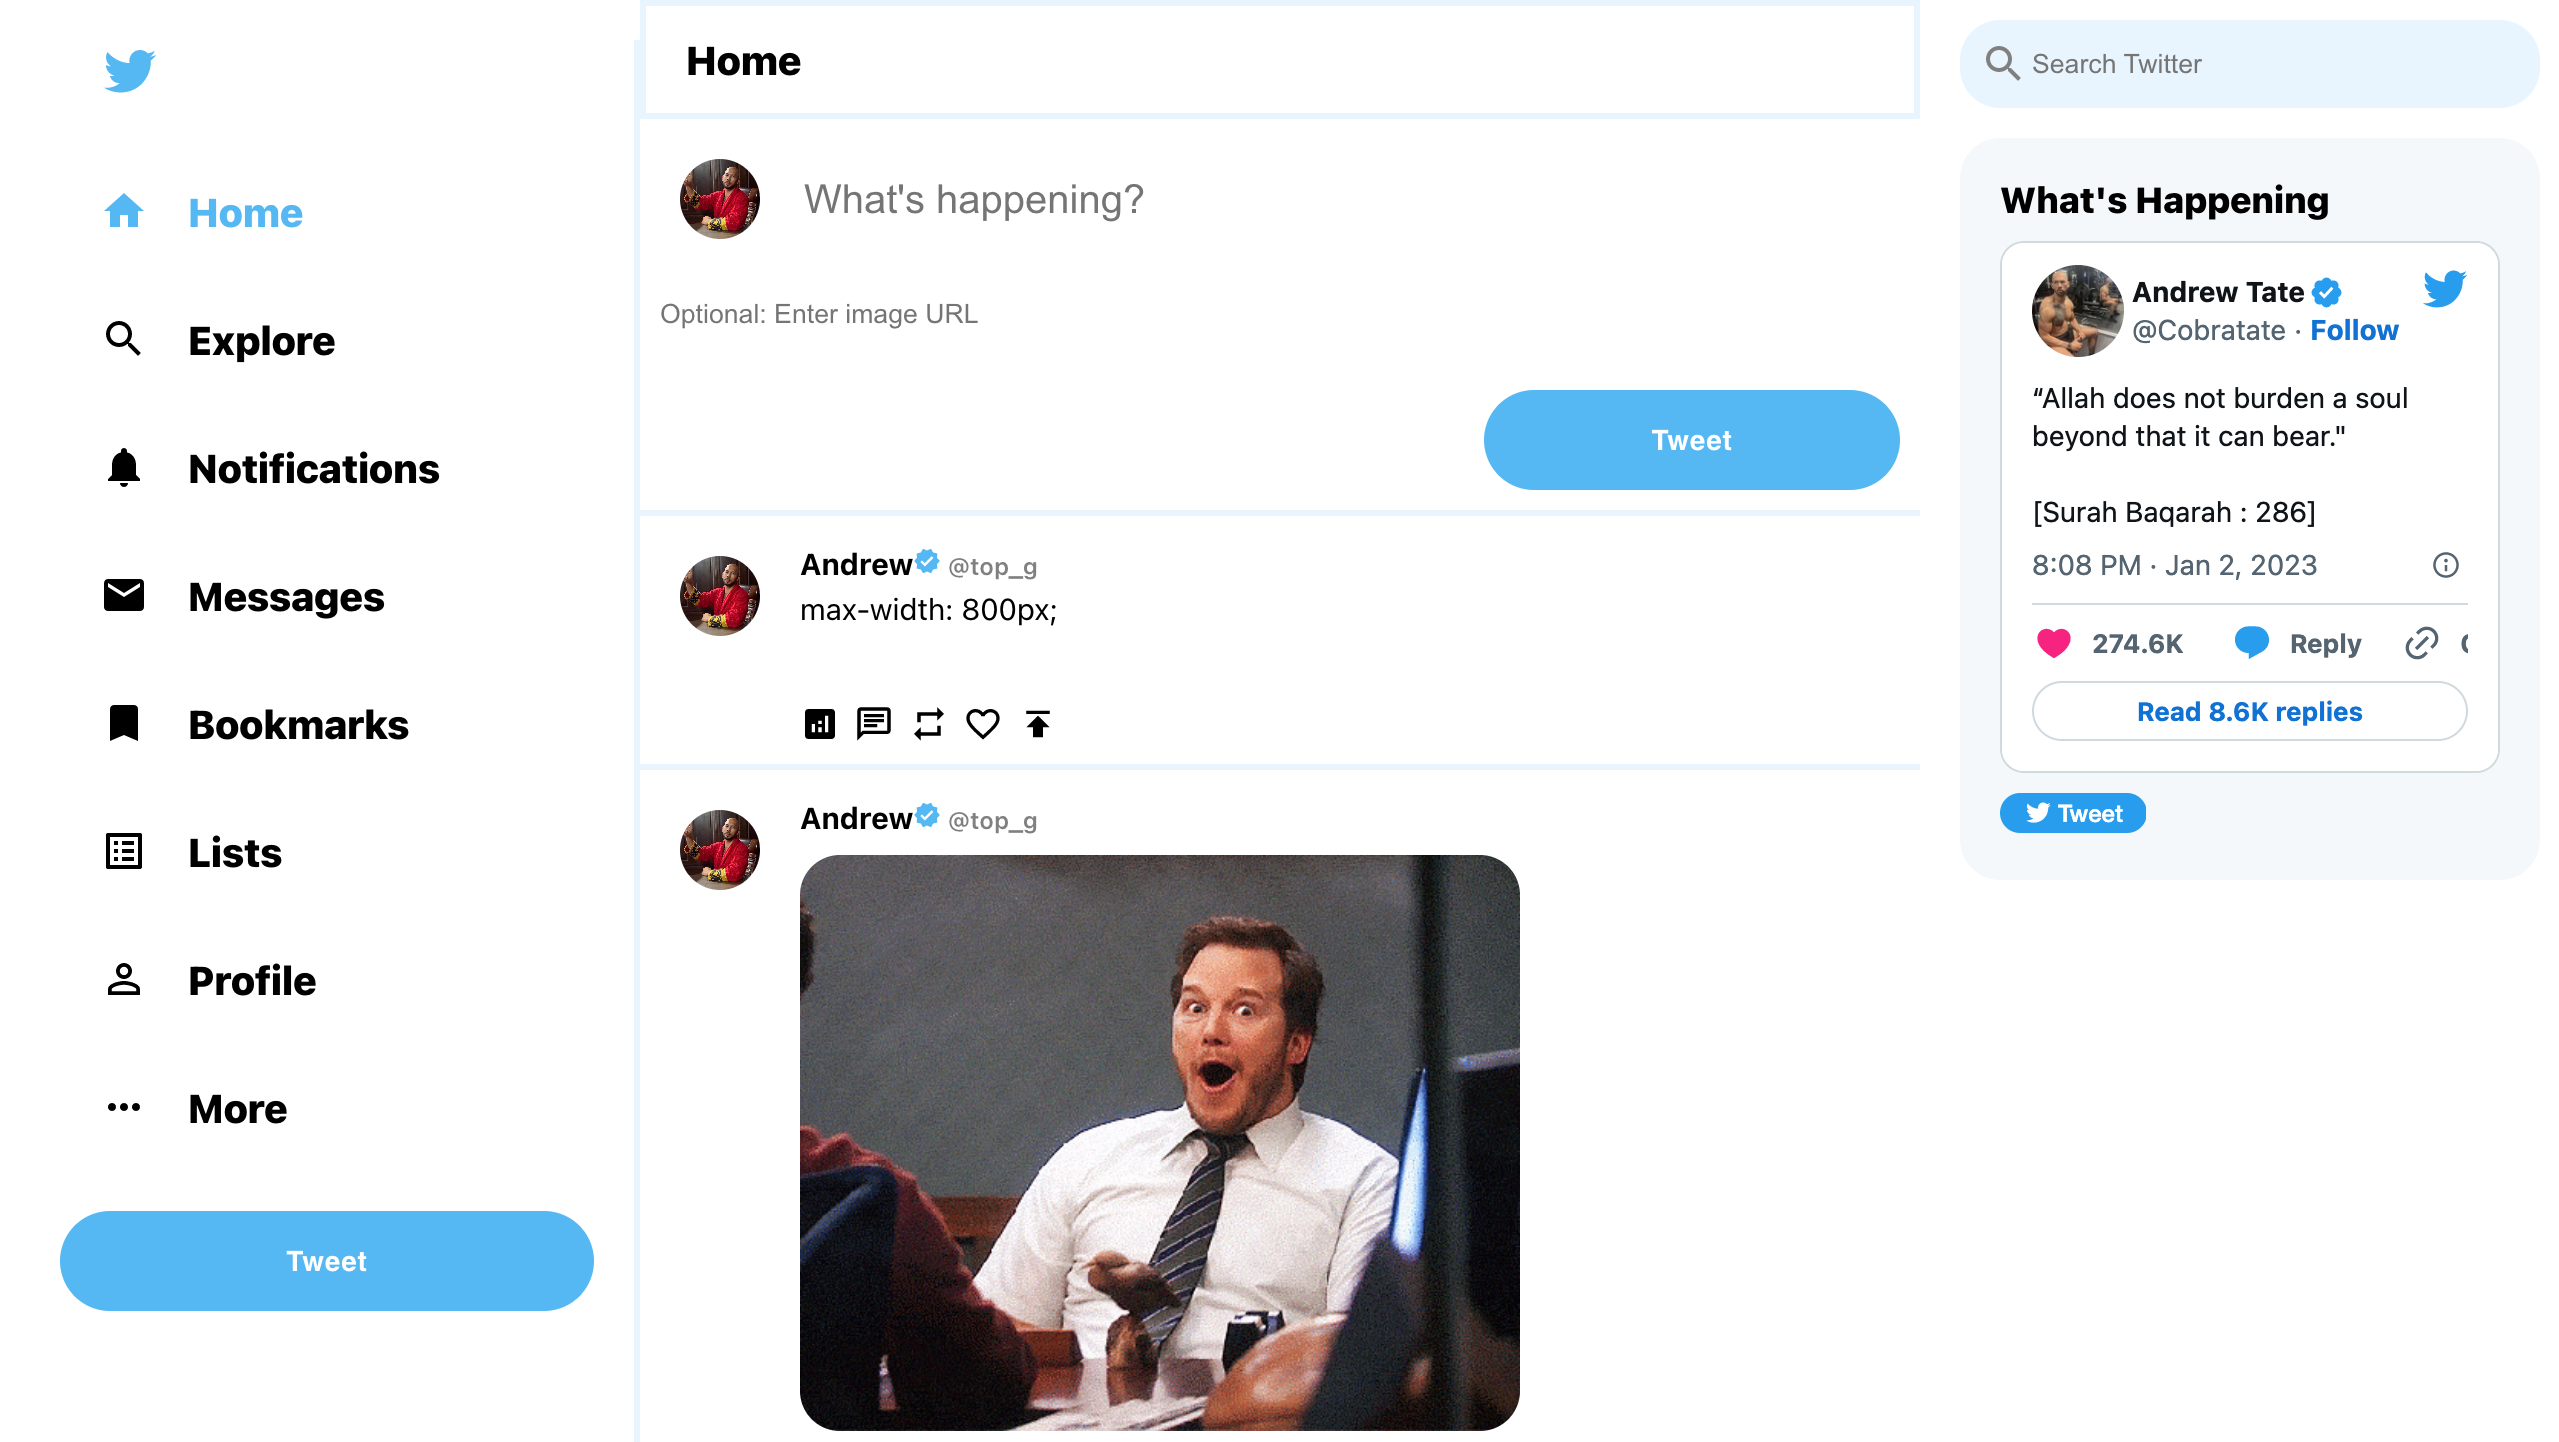 Home
Explore
Notifications
Messages
Bookmarks
Lists
Profile
More
Tweet
Home
What's happening?
Optional: Enter image URL
Tweet
Andrew @top_g
max-width: 800px;
Andrew @top_g
Search Twitter
What's Happening
Andrew Tate
@Cobratate · Follow
“Allah does not burden a soul
beyond that it can bear."
[Surah Baqarah : 286]
8:08 PM · Jan 2, 2023
274.6K Reply
Read 8.6K replies
Tweet